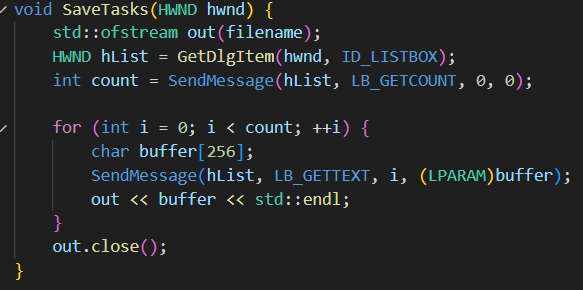 void SaveTasks(HWND hwnd) {
    std::ofstream out(filename);
    HWND hList = GetDlgItem(hwnd, ID_LISTBOX);
    int count = SendMessage(hList, LB_GETCOUNT, 0, 0);

    for (int i = 0; i < count; ++i) {
        char buffer[256];
        SendMessage(hList, LB_GETTEXT, i, (LPARAM)buffer);
        out << buffer << std::endl;
    }
    out.close();
}